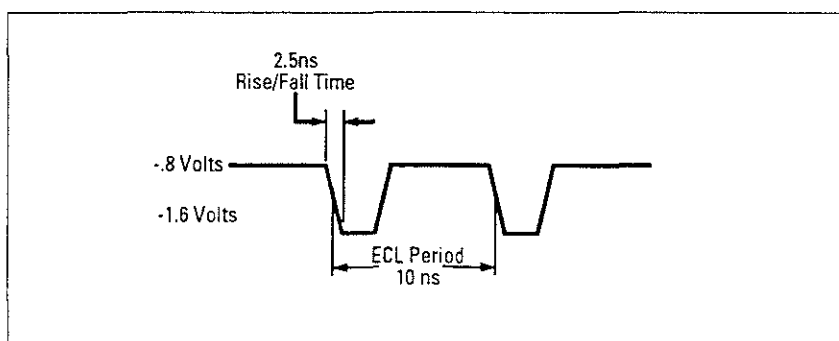 2.5ns
Rise/Fall Time
-.8 Volts
-1.6 Volts
ECL Period
10 ns